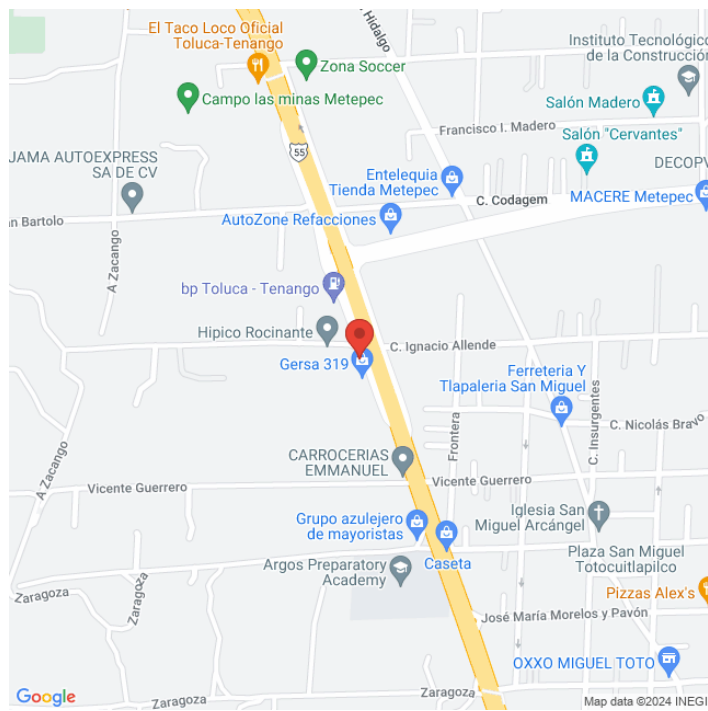 El Taco Loco Oficial
Toluca-Tenango
Hidalgo
Instituto Tecnológico
de la Construcción
Zona Soccer
Campo las minas Metepec
Salón Madero
Francisco I. Madero
Salón "Cervantes"
55
JAMA AUTOEXPRESS
SA DE CV
DECOPV
Entelequia
Tienda Metepec
C. Codagem
MACERE Metepec
an Bartolo
AutoZone Refacciones
A Zacango
bp Toluca - Tenango
Hipico Rocinante
C. Ignacio Allende
Gersa 319
Ferreteria Y
Tlapaleria San Miguel
Frontera
C. Insurgentes
C. Nicolás Bravo
A Zacango
CARROCERIAS
EMMANUEL
Vicente Guerrero
Vicente Guerrero
Iglesia San
Miguel Arcángel
Grupo azulejero
de mayoristas
Caseta
Plaza San Miguel
Totocuitlapilco
Argos Preparatory
Academy
Zaragoza
Zaragoza
Pizzas Alex's
José María Morelos y Pavón
OXXO MIGUEL TOTO
Zaragoza
Zaragoza
Google
Map data ©2024 INEGI